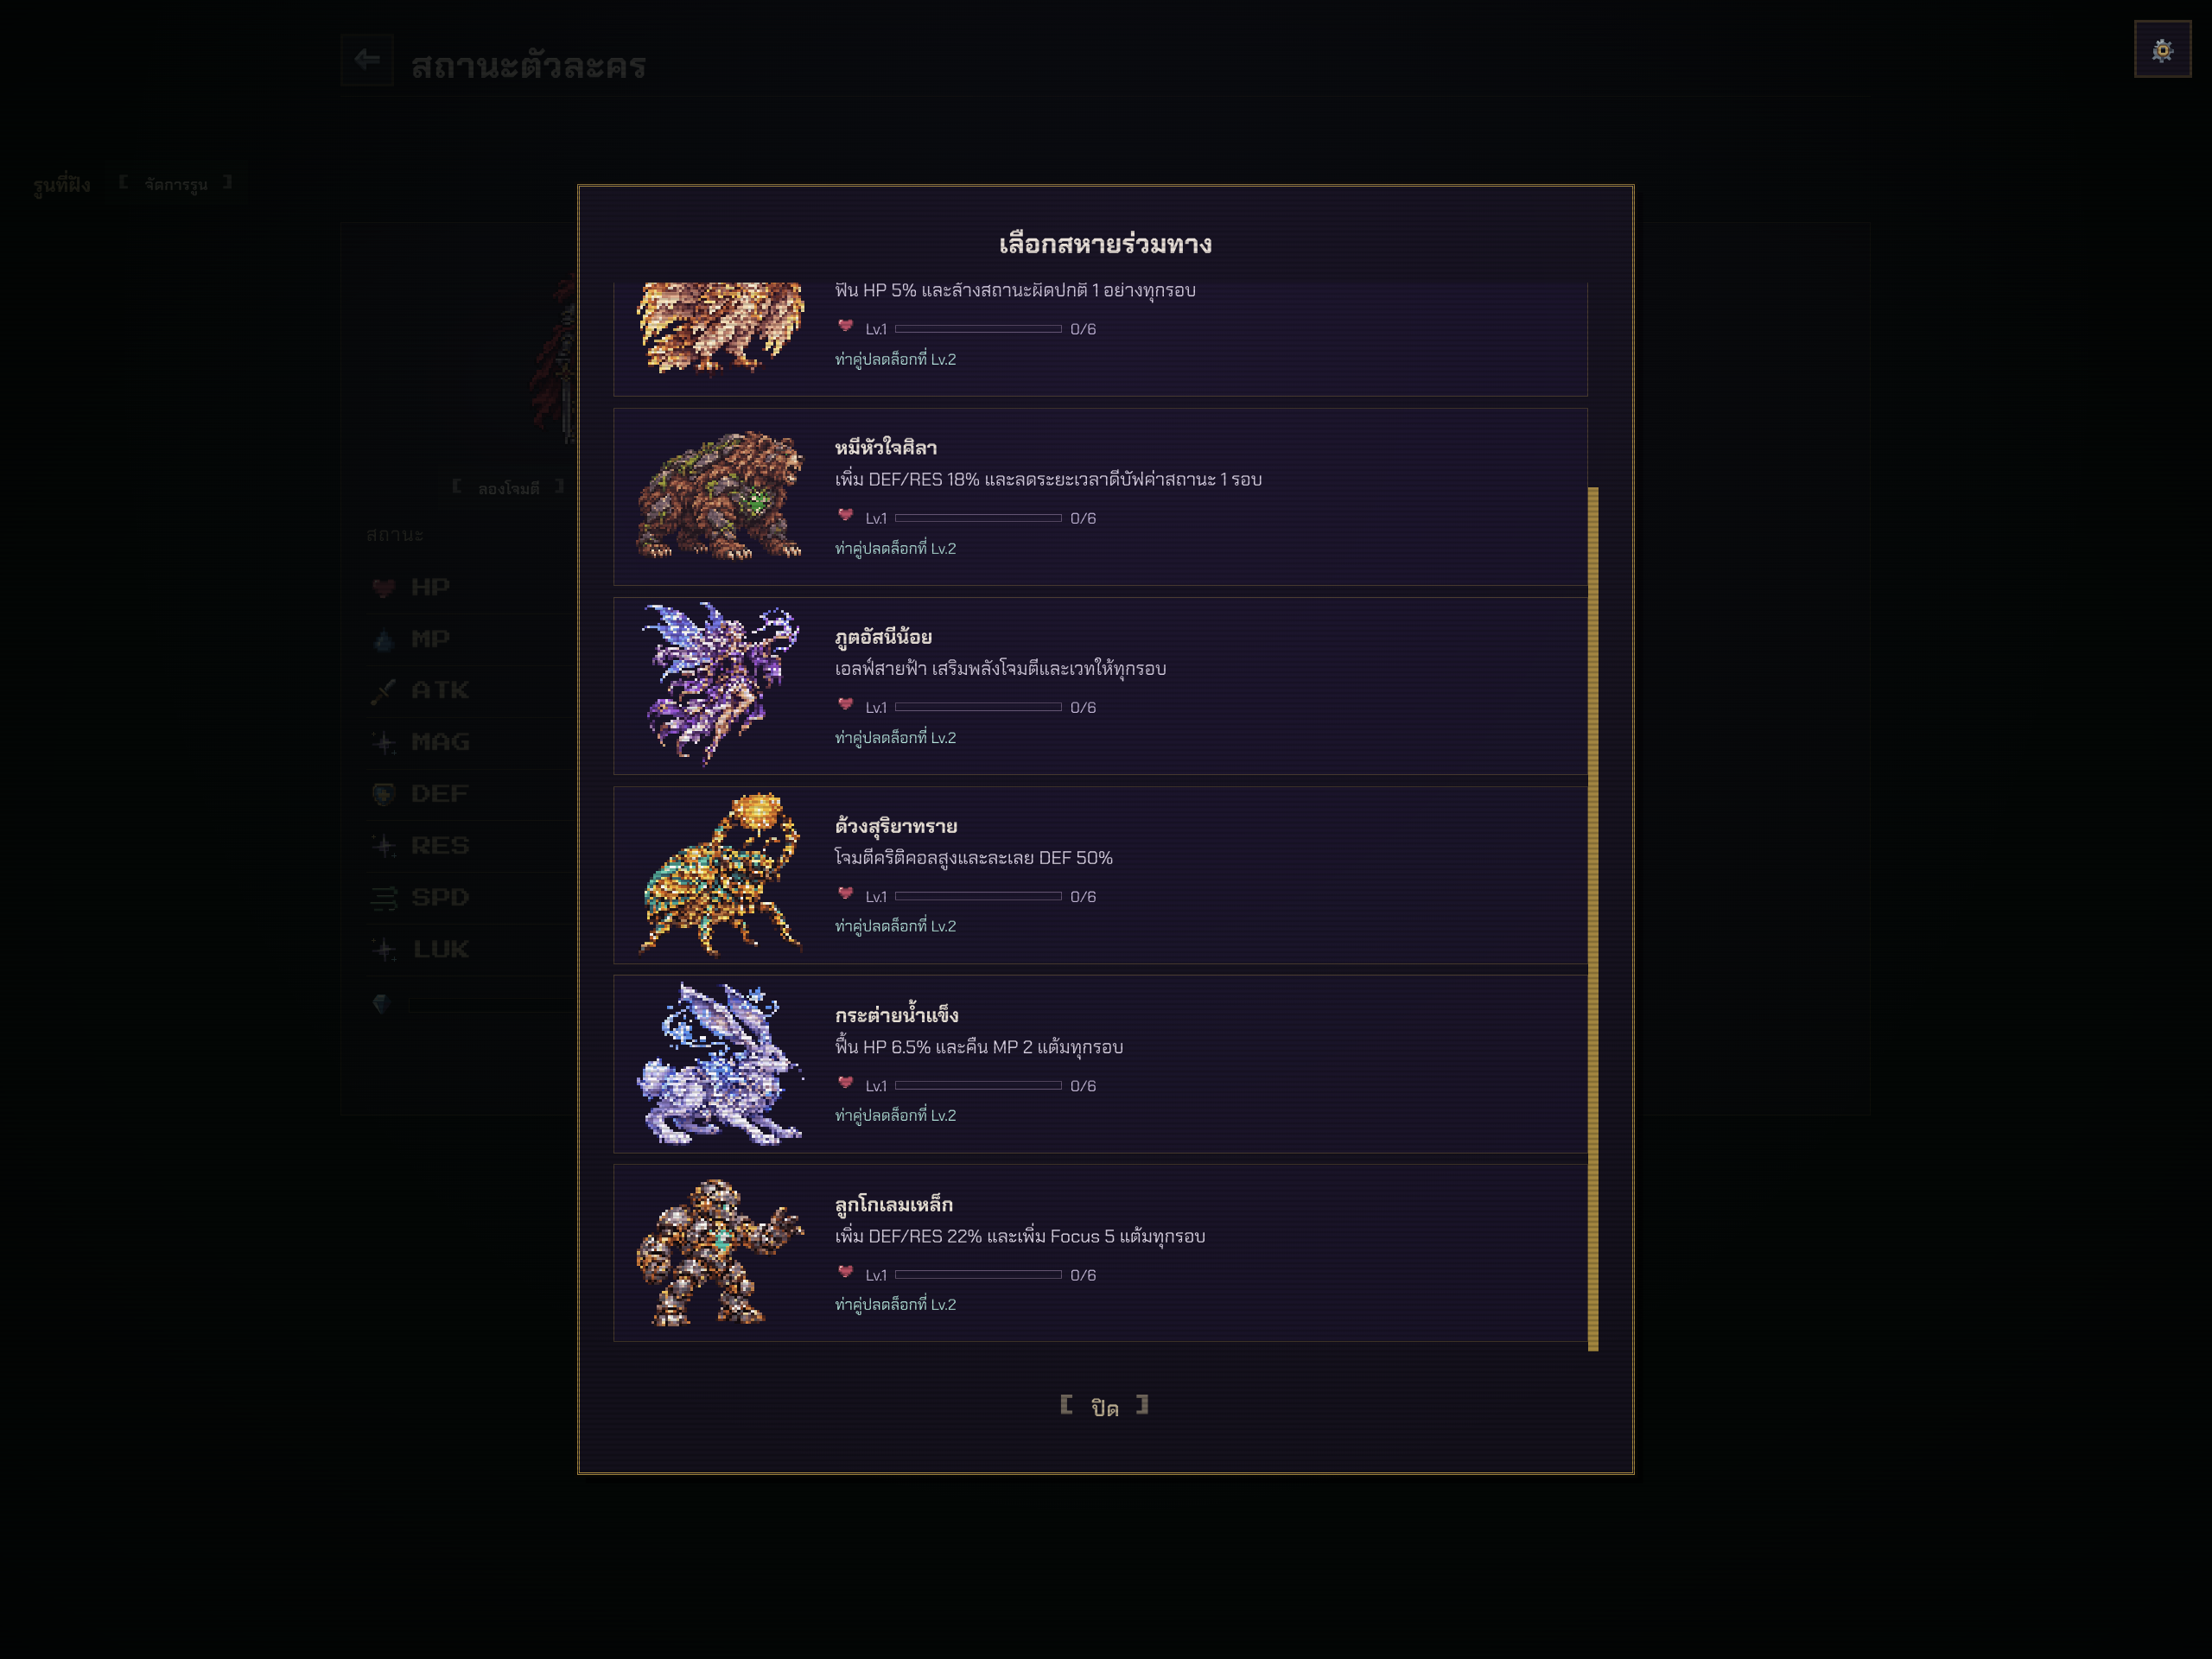 สถานะตัวละคร
รูนที่ฝัง
[ จัดการรูน ]
เลือกสหายร่วมทาง
ฟื้น HP 5% และล้างสถานะผิดปกติ 1 อย่างทุกรอบ
Lv.1 0/6
ท่าคู่ปลดล็อกที่ Lv.2
หมีหัวใจศิลา
เพิ่ม DEF/RES 18% และลดระยะเวลาดีบัฟค่าสถานะ 1 รอบ
Lv.1 0/6
ท่าคู่ปลดล็อกที่ Lv.2
ภูตอัสนีน้อย
เอลฟ์สายฟ้า เสริมพลังโจมตีและเวทให้ทุกรอบ
Lv.1 0/6
ท่าคู่ปลดล็อกที่ Lv.2
ด้วงสุริยาทราย
โจมตีคริติคอลสูงและละเลย DEF 50%
Lv.1 0/6
ท่าคู่ปลดล็อกที่ Lv.2
กระต่ายน้ำแข็ง
ฟื้น HP 6.5% และคืน MP 2 แต้มทุกรอบ
Lv.1 0/6
ท่าคู่ปลดล็อกที่ Lv.2
ลูกโกเลมเหล็ก
เพิ่ม DEF/RES 22% และเพิ่ม Focus 5 แต้มทุกรอบ
Lv.1 0/6
ท่าคู่ปลดล็อกที่ Lv.2
[ ปิด ]
[ ลองโจมตี ]
สถานะ
HP
MP
ATK
MAG
DEF
RES
SPD
LUK